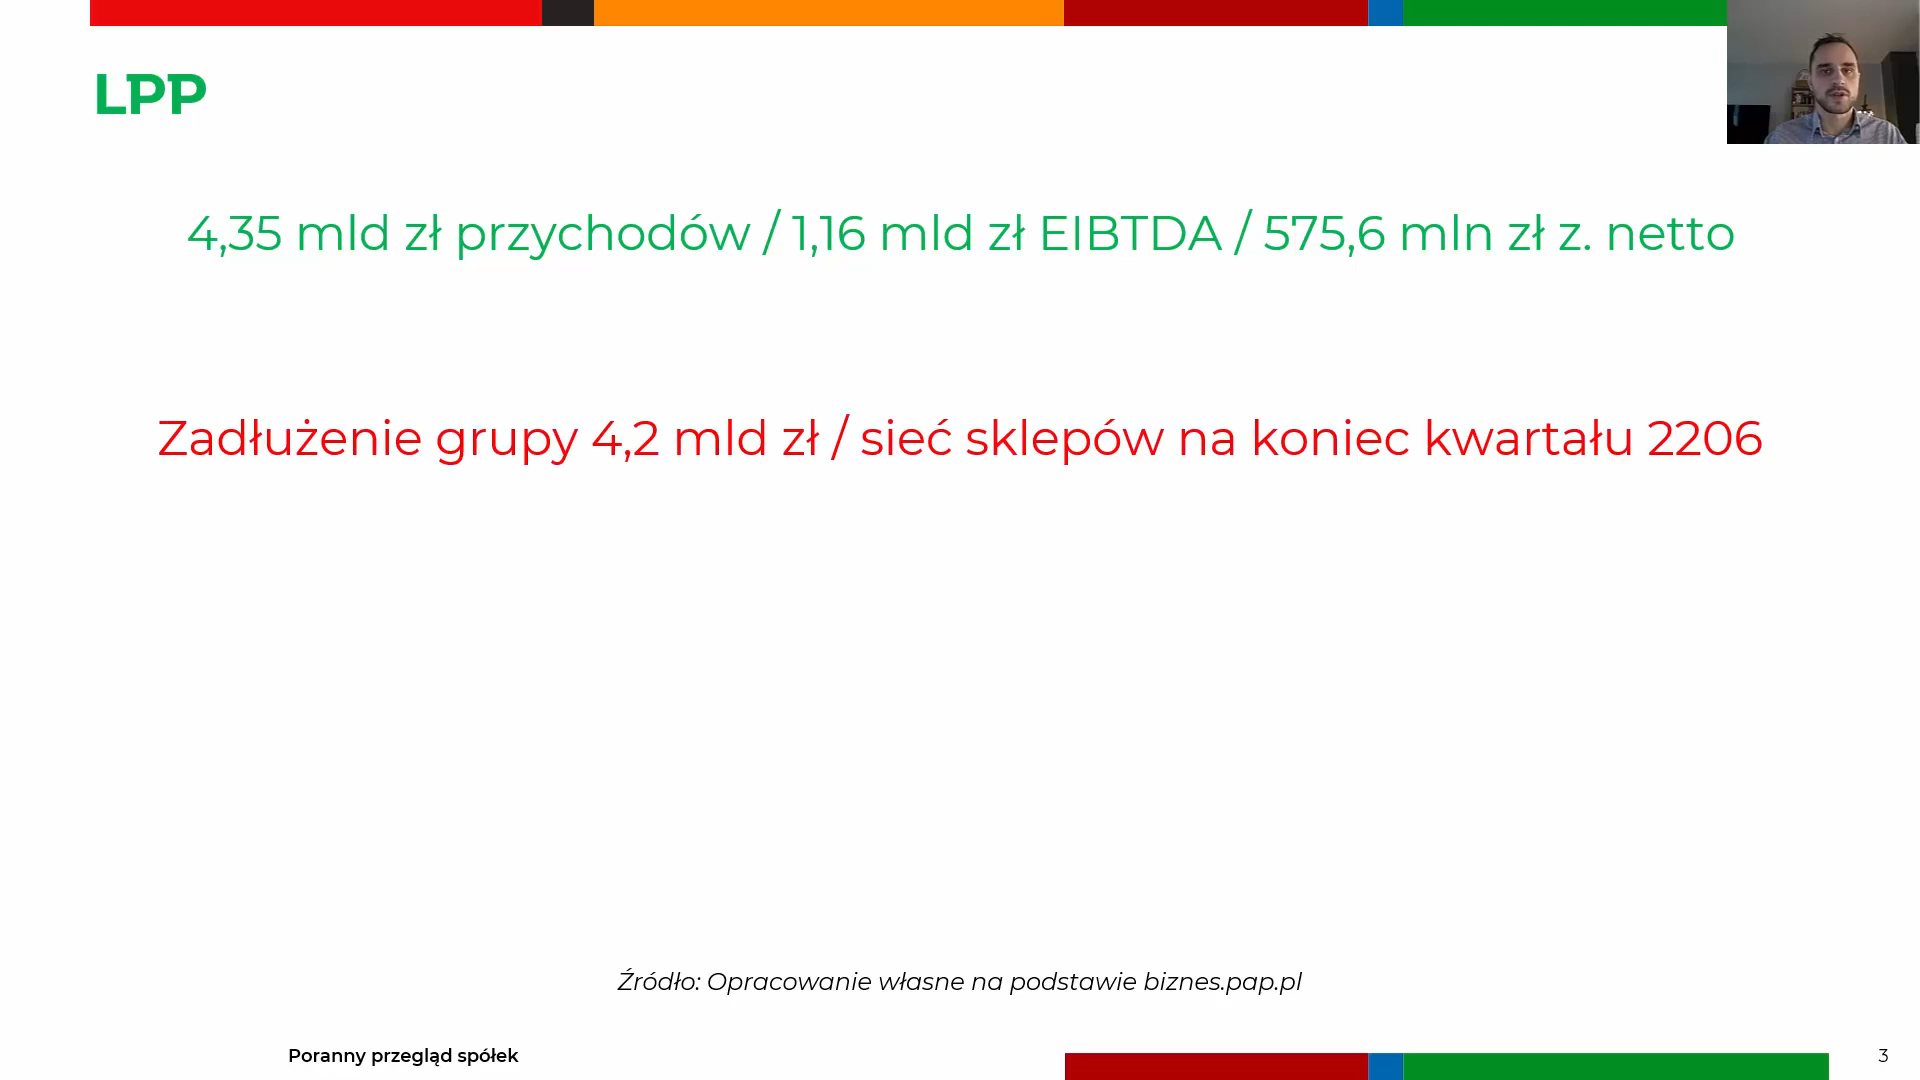 LPP
4,35 mld zł przychodów / 1,16 mld zł EIBTDA / 575,6 mln zł z. netto
Zadłużenie grupy 4,2 mld zł / sieć sklepów na koniec kwartału 2206
Źródło: Opracowanie własne na podstawie biznes.pap.pl
Poranny przegląd spółek
3